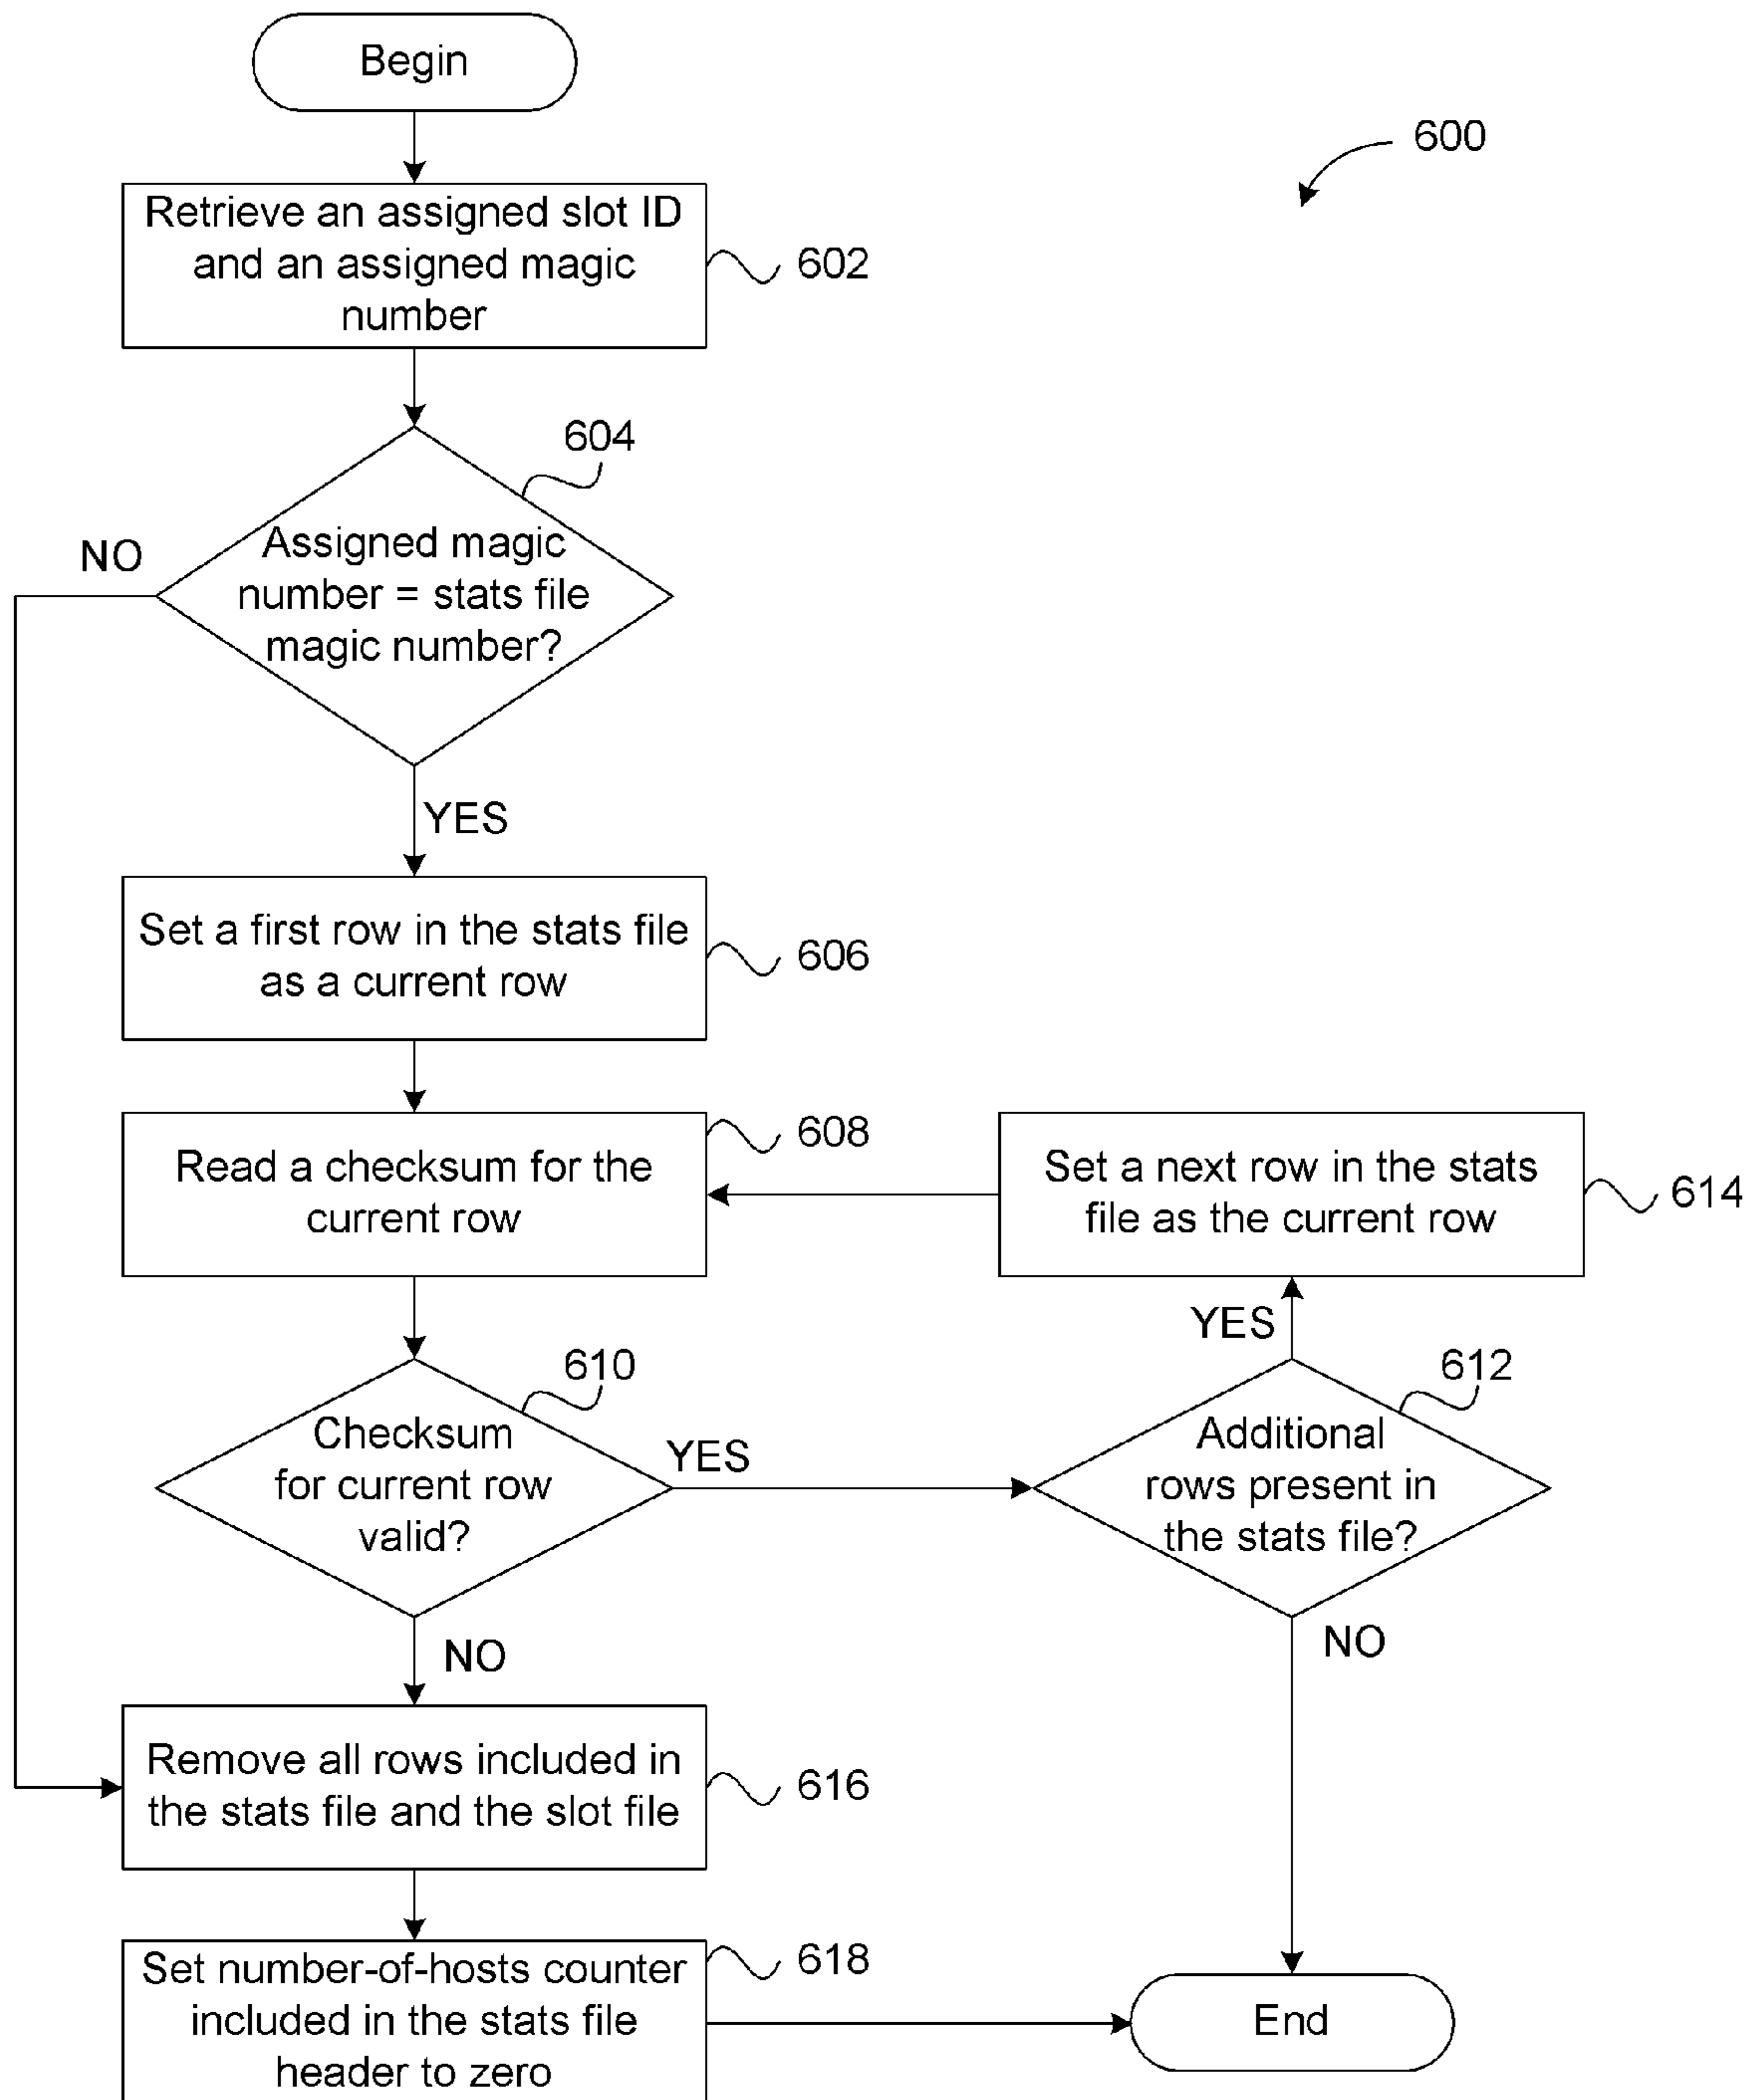 Begin
600
Retrieve an assigned slot ID
and an assigned magic
number
602
604
NO
Assigned magic
number = stats file
magic number?
YES
Set a first row in the stats file
as a current row
606
Read a checksum for the
current row
608
Set a next row in the stats
file as the current row
614
YES
610
Checksum
for current row
valid?
YES
612
Additional
rows present in
the stats file?
NO
NO
Remove all rows included in
the stats file and the slot file
616
Set number-of-hosts counter
included in the stats file
header to zero
618
End